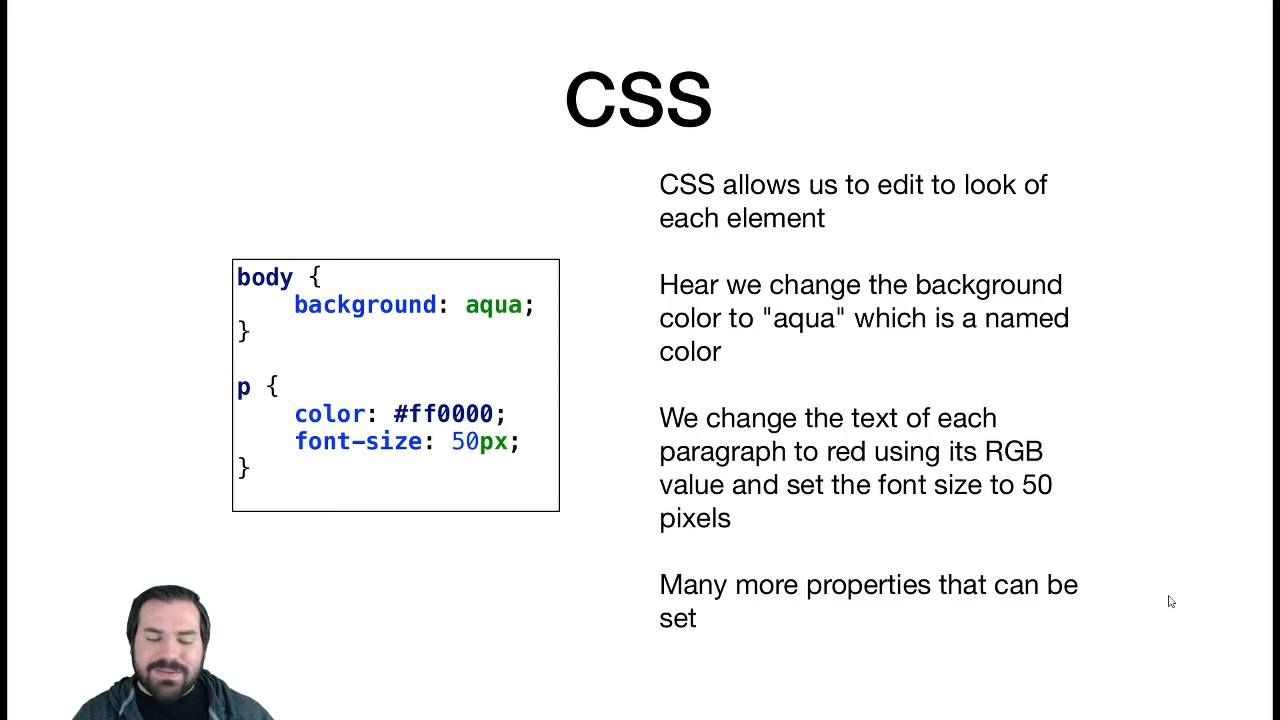 CSS
body {
    background: aqua;
}
p {
    color: #ff0000;
    font-size: 50px;
}
CSS allows us to edit to look of
each element
Hear we change the background
color to "aqua" which is a named
color
We change the text of each
paragraph to red using its RGB
value and set the font size to 50
pixels
Many more properties that can be
set